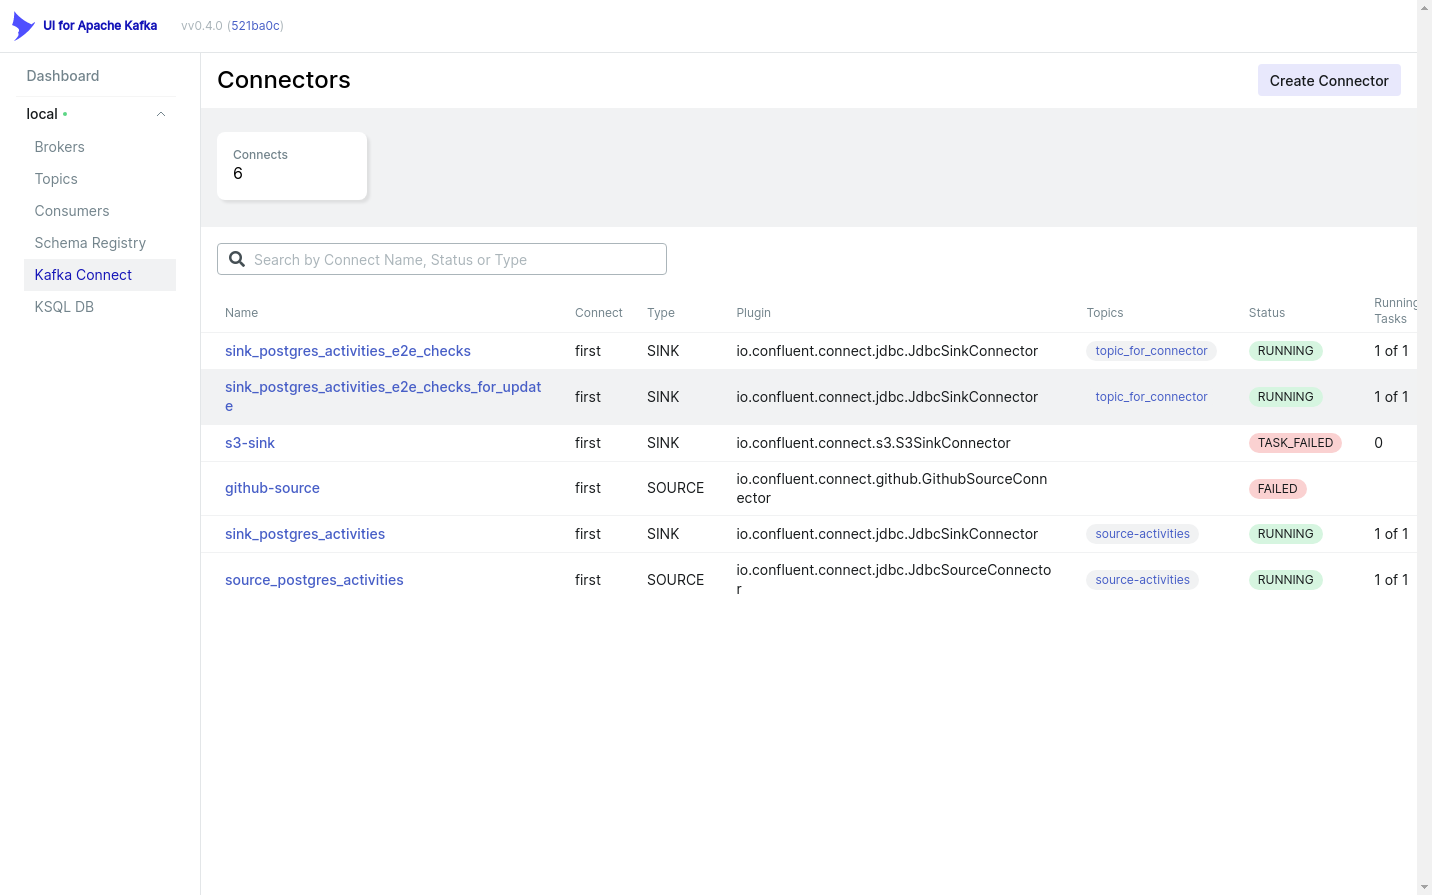 UI for Apache Kafka
vv0.4.0 (521ba0c)
Dashboard
local
Brokers
Topics
Consumers
Schema Registry
Kafka Connect
KSQL DB
Connectors
Create Connector
Connects
6
Search by Connect Name, Status or Type
Name Connect Type Plugin Topics Status Running
Tasks
sink_postgres_activities_e2e_checks first SINK io.confluent.connect.jdbc.JdbcSinkConnector topic_for_connector RUNNING 1 of 1
sink_postgres_activities_e2e_checks_for_updat
e
first SINK io.confluent.connect.jdbc.JdbcSinkConnector topic_for_connector RUNNING 1 of 1
s3-sink first SINK io.confluent.connect.s3.S3SinkConnector TASK_FAILED 0
github-source first SOURCE io.confluent.connect.github.GithubSourceConn
ector
FAILED
sink_postgres_activities first SINK io.confluent.connect.jdbc.JdbcSinkConnector source-activities RUNNING 1 of 1
source_postgres_activities first SOURCE io.confluent.connect.jdbc.JdbcSourceConnecto
r
source-activities RUNNING 1 of 1